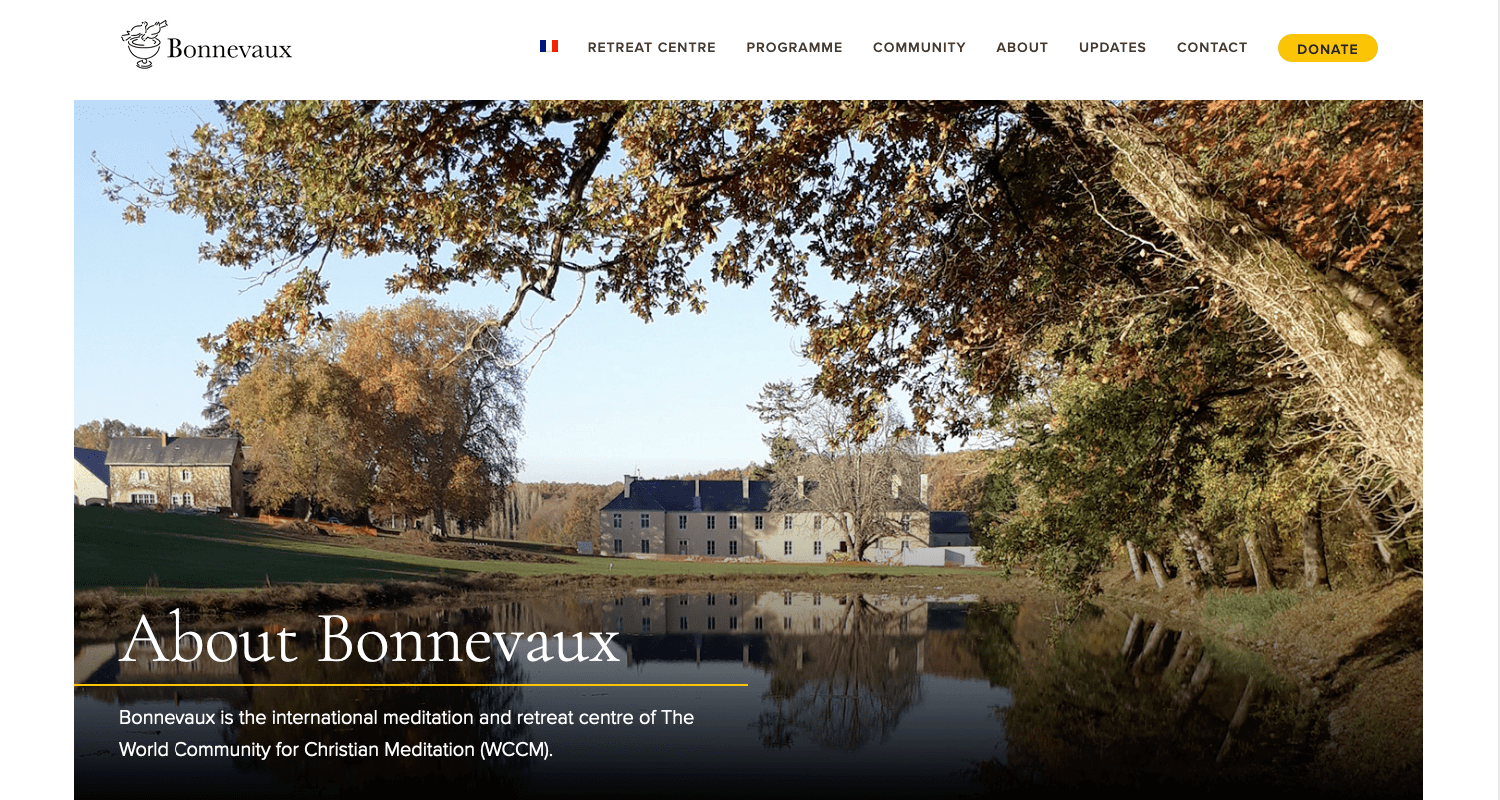 Bonnevaux
RETREAT CENTRE
PROGRAMME
COMMUNITY
ABOUT
UPDATES
CONTACT
DONATE
About Bonnevaux
Bonnevaux is the international meditation and retreat centre of The
World Community for Christian Meditation (WCCM).